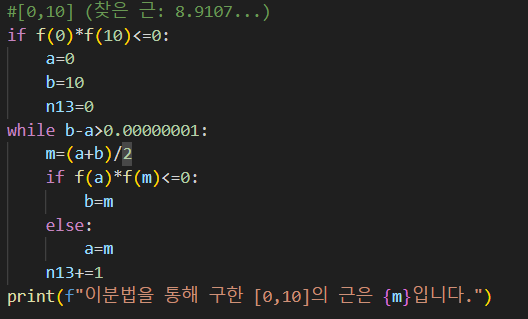 #[0,10] (찾은 근: 8.9107...)
if f(0)*f(10)<=0:
    a=0
    b=10
    n13=0
while b-a>0.00000001:
    m=(a+b)/2
    if f(a)*f(m)<=0:
        b=m
    else:
        a=m
    n13+=1
print(f"이분법을 통해 구한 [0,10]의 근은 {m}입니다.")